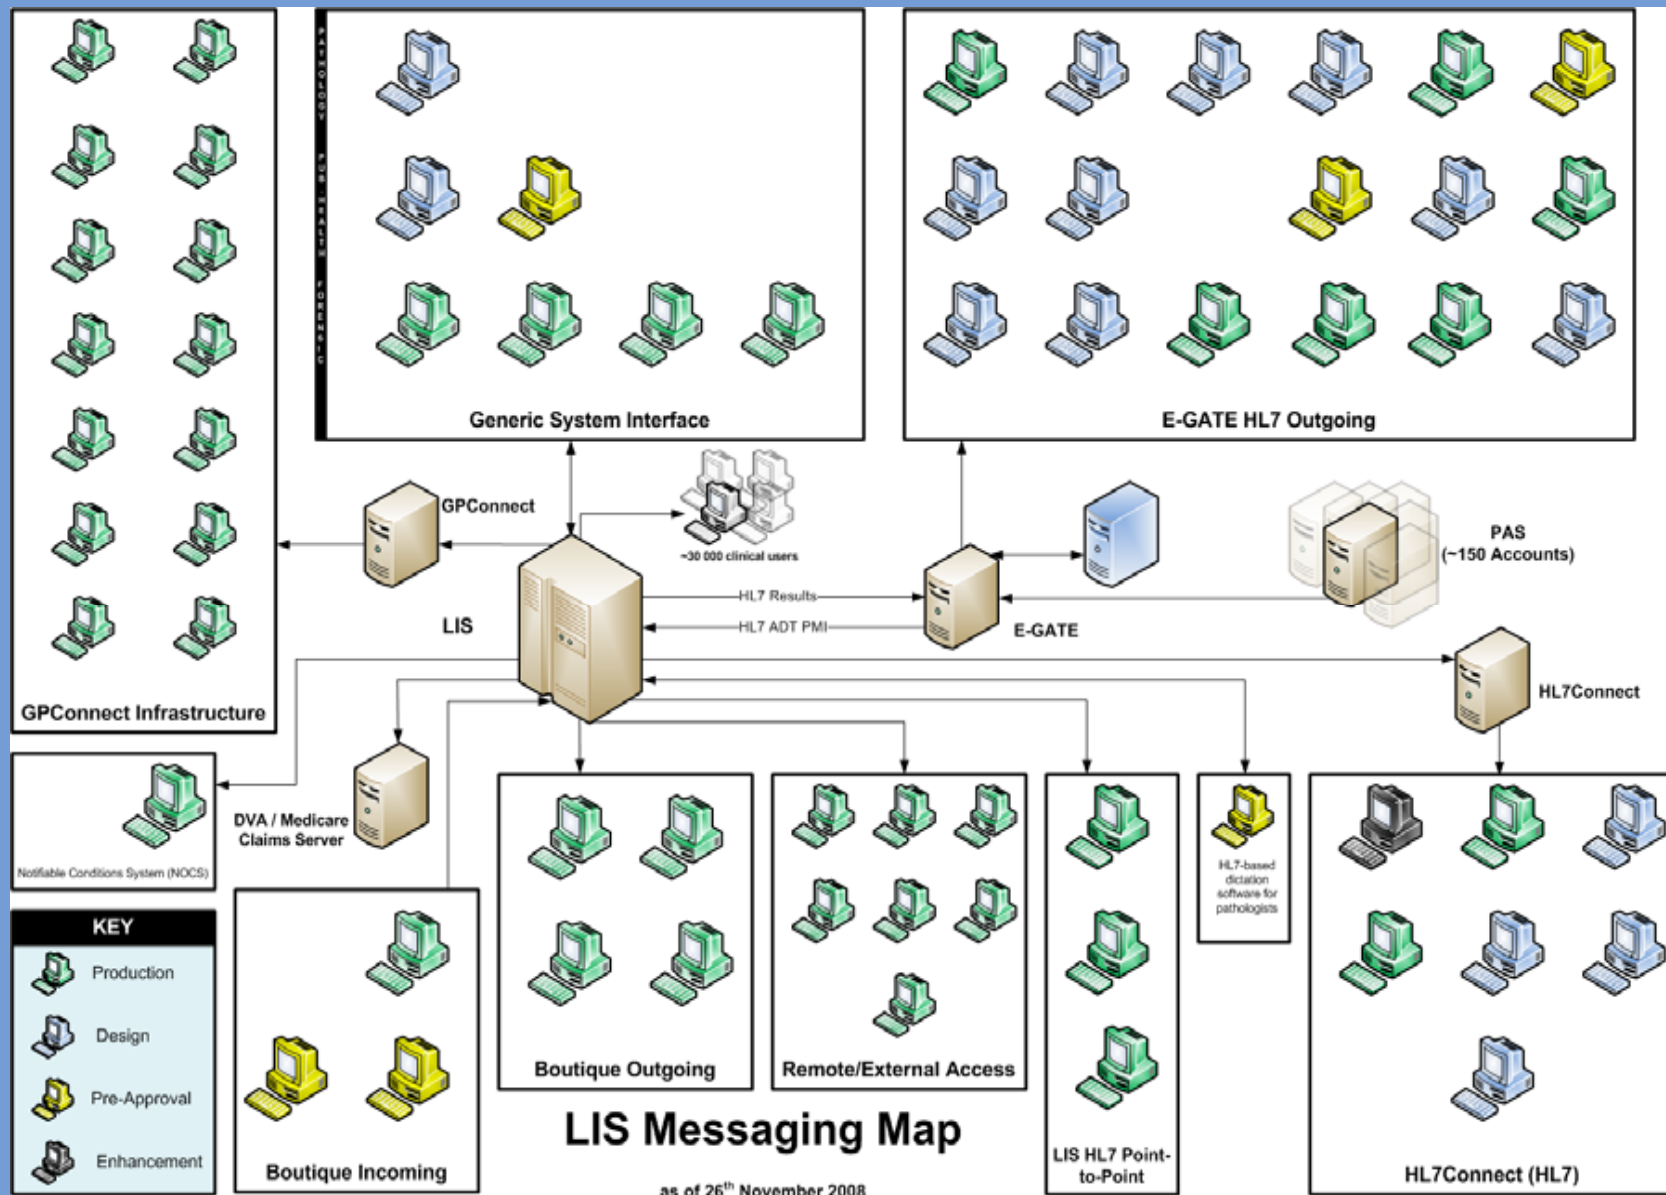 PATHOLOGY
PUB. HEALTH
FORENSIC
Generic System Interface
E-GATE HL7 Outgoing
GPConnect
~30 000 clinical users
PAS
(~150 Accounts)
LIS
HL7 Results
HL7 ADT PMI
E-GATE
HL7Connect
GPConnect Infrastructure
DVA / Medicare
Claims Server
Notifiable Conditions System (NOCS)
HL7-based
dictation
software for
pathologists
KEY
Production
Design
Pre-Approval
Enhancement
Boutique Incoming
Boutique Outgoing
Remote/External Access
LIS HL7 Point-
to-Point
HL7Connect (HL7)
LIS Messaging Map
as of 26th November 2008